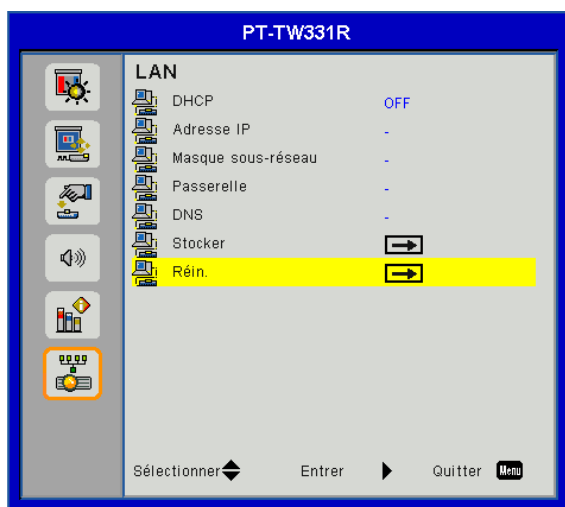 PT-TW331R
LAN
DHCP OFF
Adresse IP -
Masque sous-réseau -
Passerelle -
DNS -
Stocker
Réin.
Sélectionner Entrer Quitter Menu